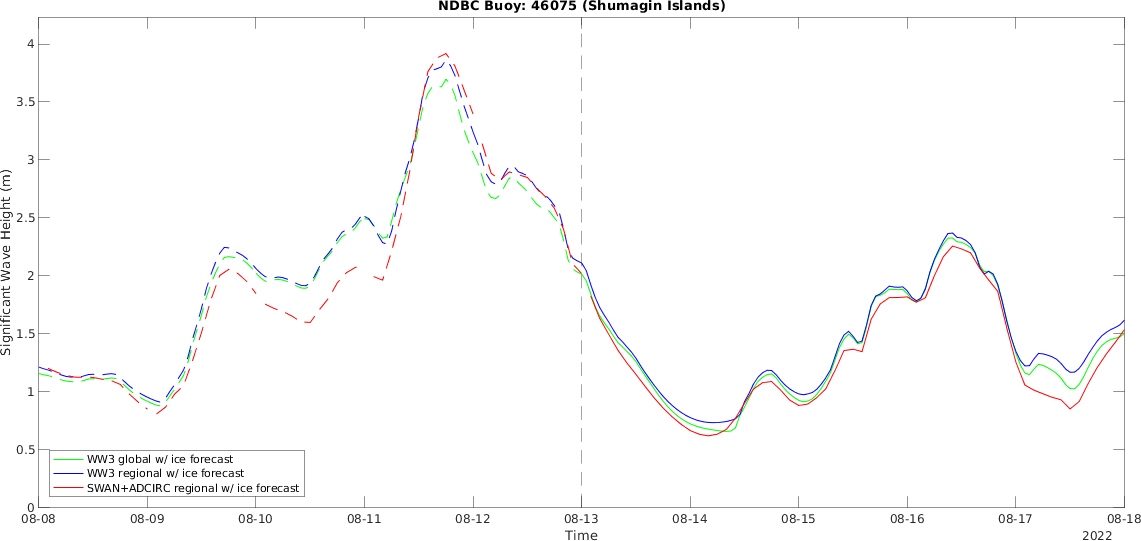 NDBC Buoy: 46075 (Shumagin Islands)
4
3.5
3
2.5
2
1.5
1
0.5
0
Significant Wave Height (m)
WW3 global w/ ice forecast
WW3 regional w/ ice forecast
SWAN+ADCIRC regional w/ ice forecast
08-08 08-09 08-10 08-11 08-12 08-13 08-14 08-15 08-16 08-17 08-18
Time
2022